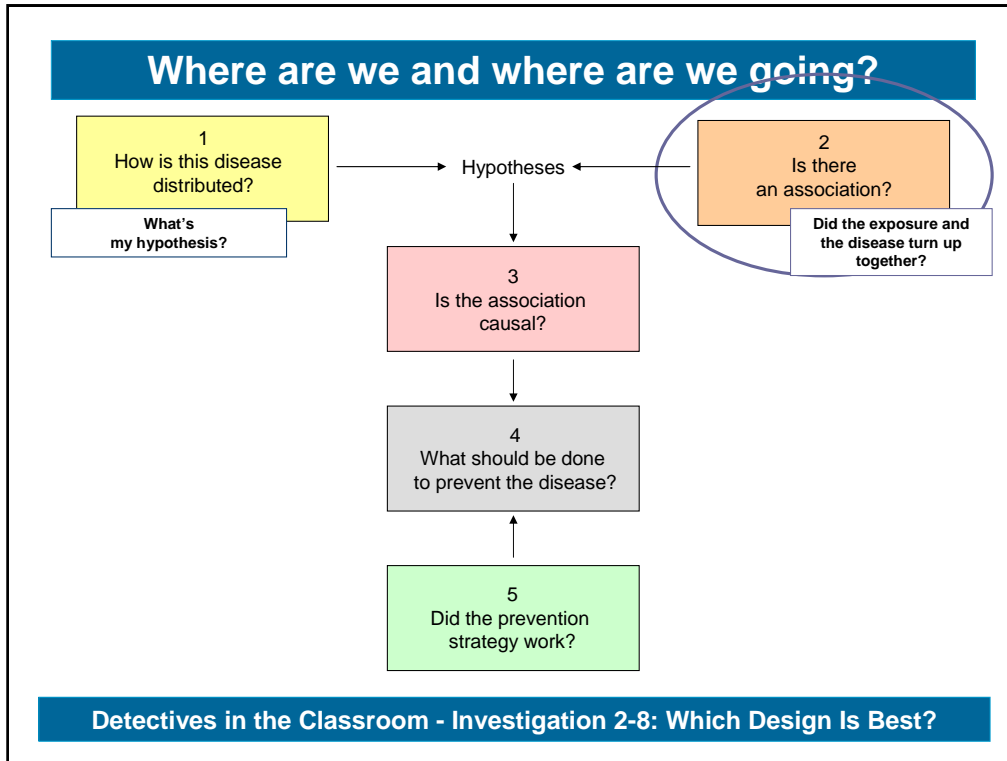 Where are we and where are we going?
1
How is this disease
distributed?
What's
my hypothesis?
Hypotheses
2
Is there
an association?
Did the exposure and
the disease turn up
together?
3
Is the association
causal?
4
What should be done
to prevent the disease?
5
Did the prevention
strategy work?
Detectives in the Classroom - Investigation 2-8: Which Design Is Best?